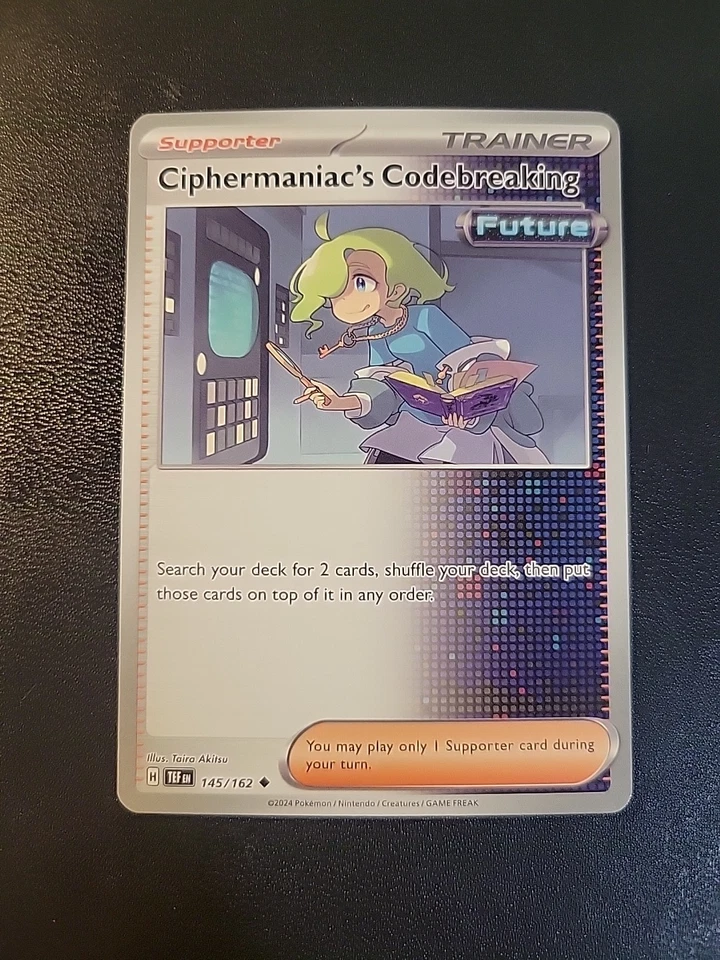 Supporter
TRAINER
Ciphermaniac's Codebreaking
Future
Search your deck for 2 cards, shuffle your deck, then put
those cards on top of it in any order.
You may play only 1 Supporter card during
your turn.
Illus. Taira Akitsu
H TEF EN 145/162
©2024 Pokémon / Nintendo / Creatures / GAME FREAK